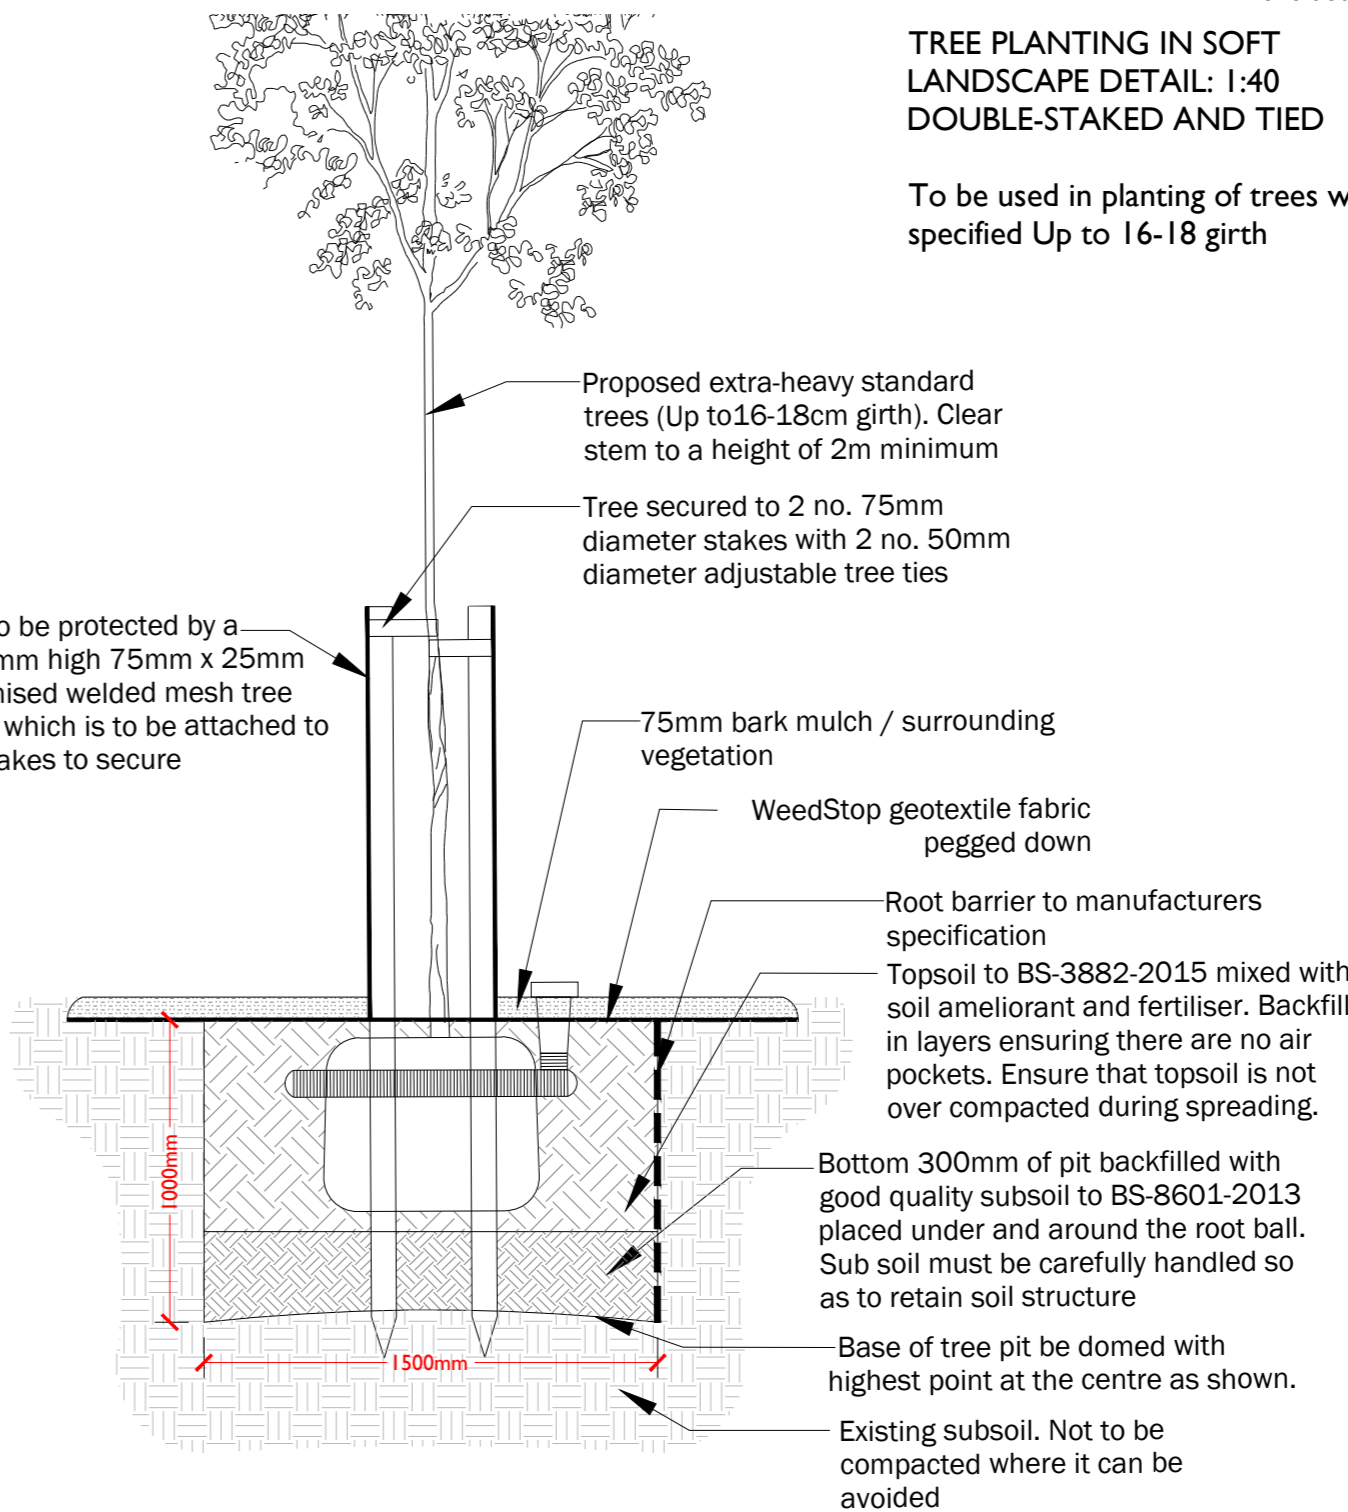 TREE PLANTING IN SOFT
LANDSCAPE DETAIL: 1:40
DOUBLE-STAKED AND TIED
To be used in planting of trees
specified Up to 16-18 girth
Proposed extra-heavy standard
trees (Up to16-18cm girth). Clear
stem to a height of 2m minimum
Tree secured to 2 no. 75mm
diameter stakes with 2 no. 50mm
diameter adjustable tree ties
be protected by a
high 75mm x 25mm
welded mesh tree
which is to be attached to
to secure
75mm bark mulch / surrounding
vegetation
WeedStop geotextile fabric
pegged down
Root barrier to manufacturers
specification
Topsoil to BS-3882-2015 mixed with
soil ameliorant and fertiliser. Backfill
in layers ensuring there are no air
pockets. Ensure that topsoil is not
over compacted during spreading.
1000mm
Bottom 300mm of pit backfilled with
good quality subsoil to BS-8601-2013
placed under and around the root ball.
Sub soil must be carefully handled so
as to retain soil structure
1500mm
Base of tree pit be domed with
highest point at the centre as shown.
Existing subsoil. Not to be
compacted where it can be
avoided